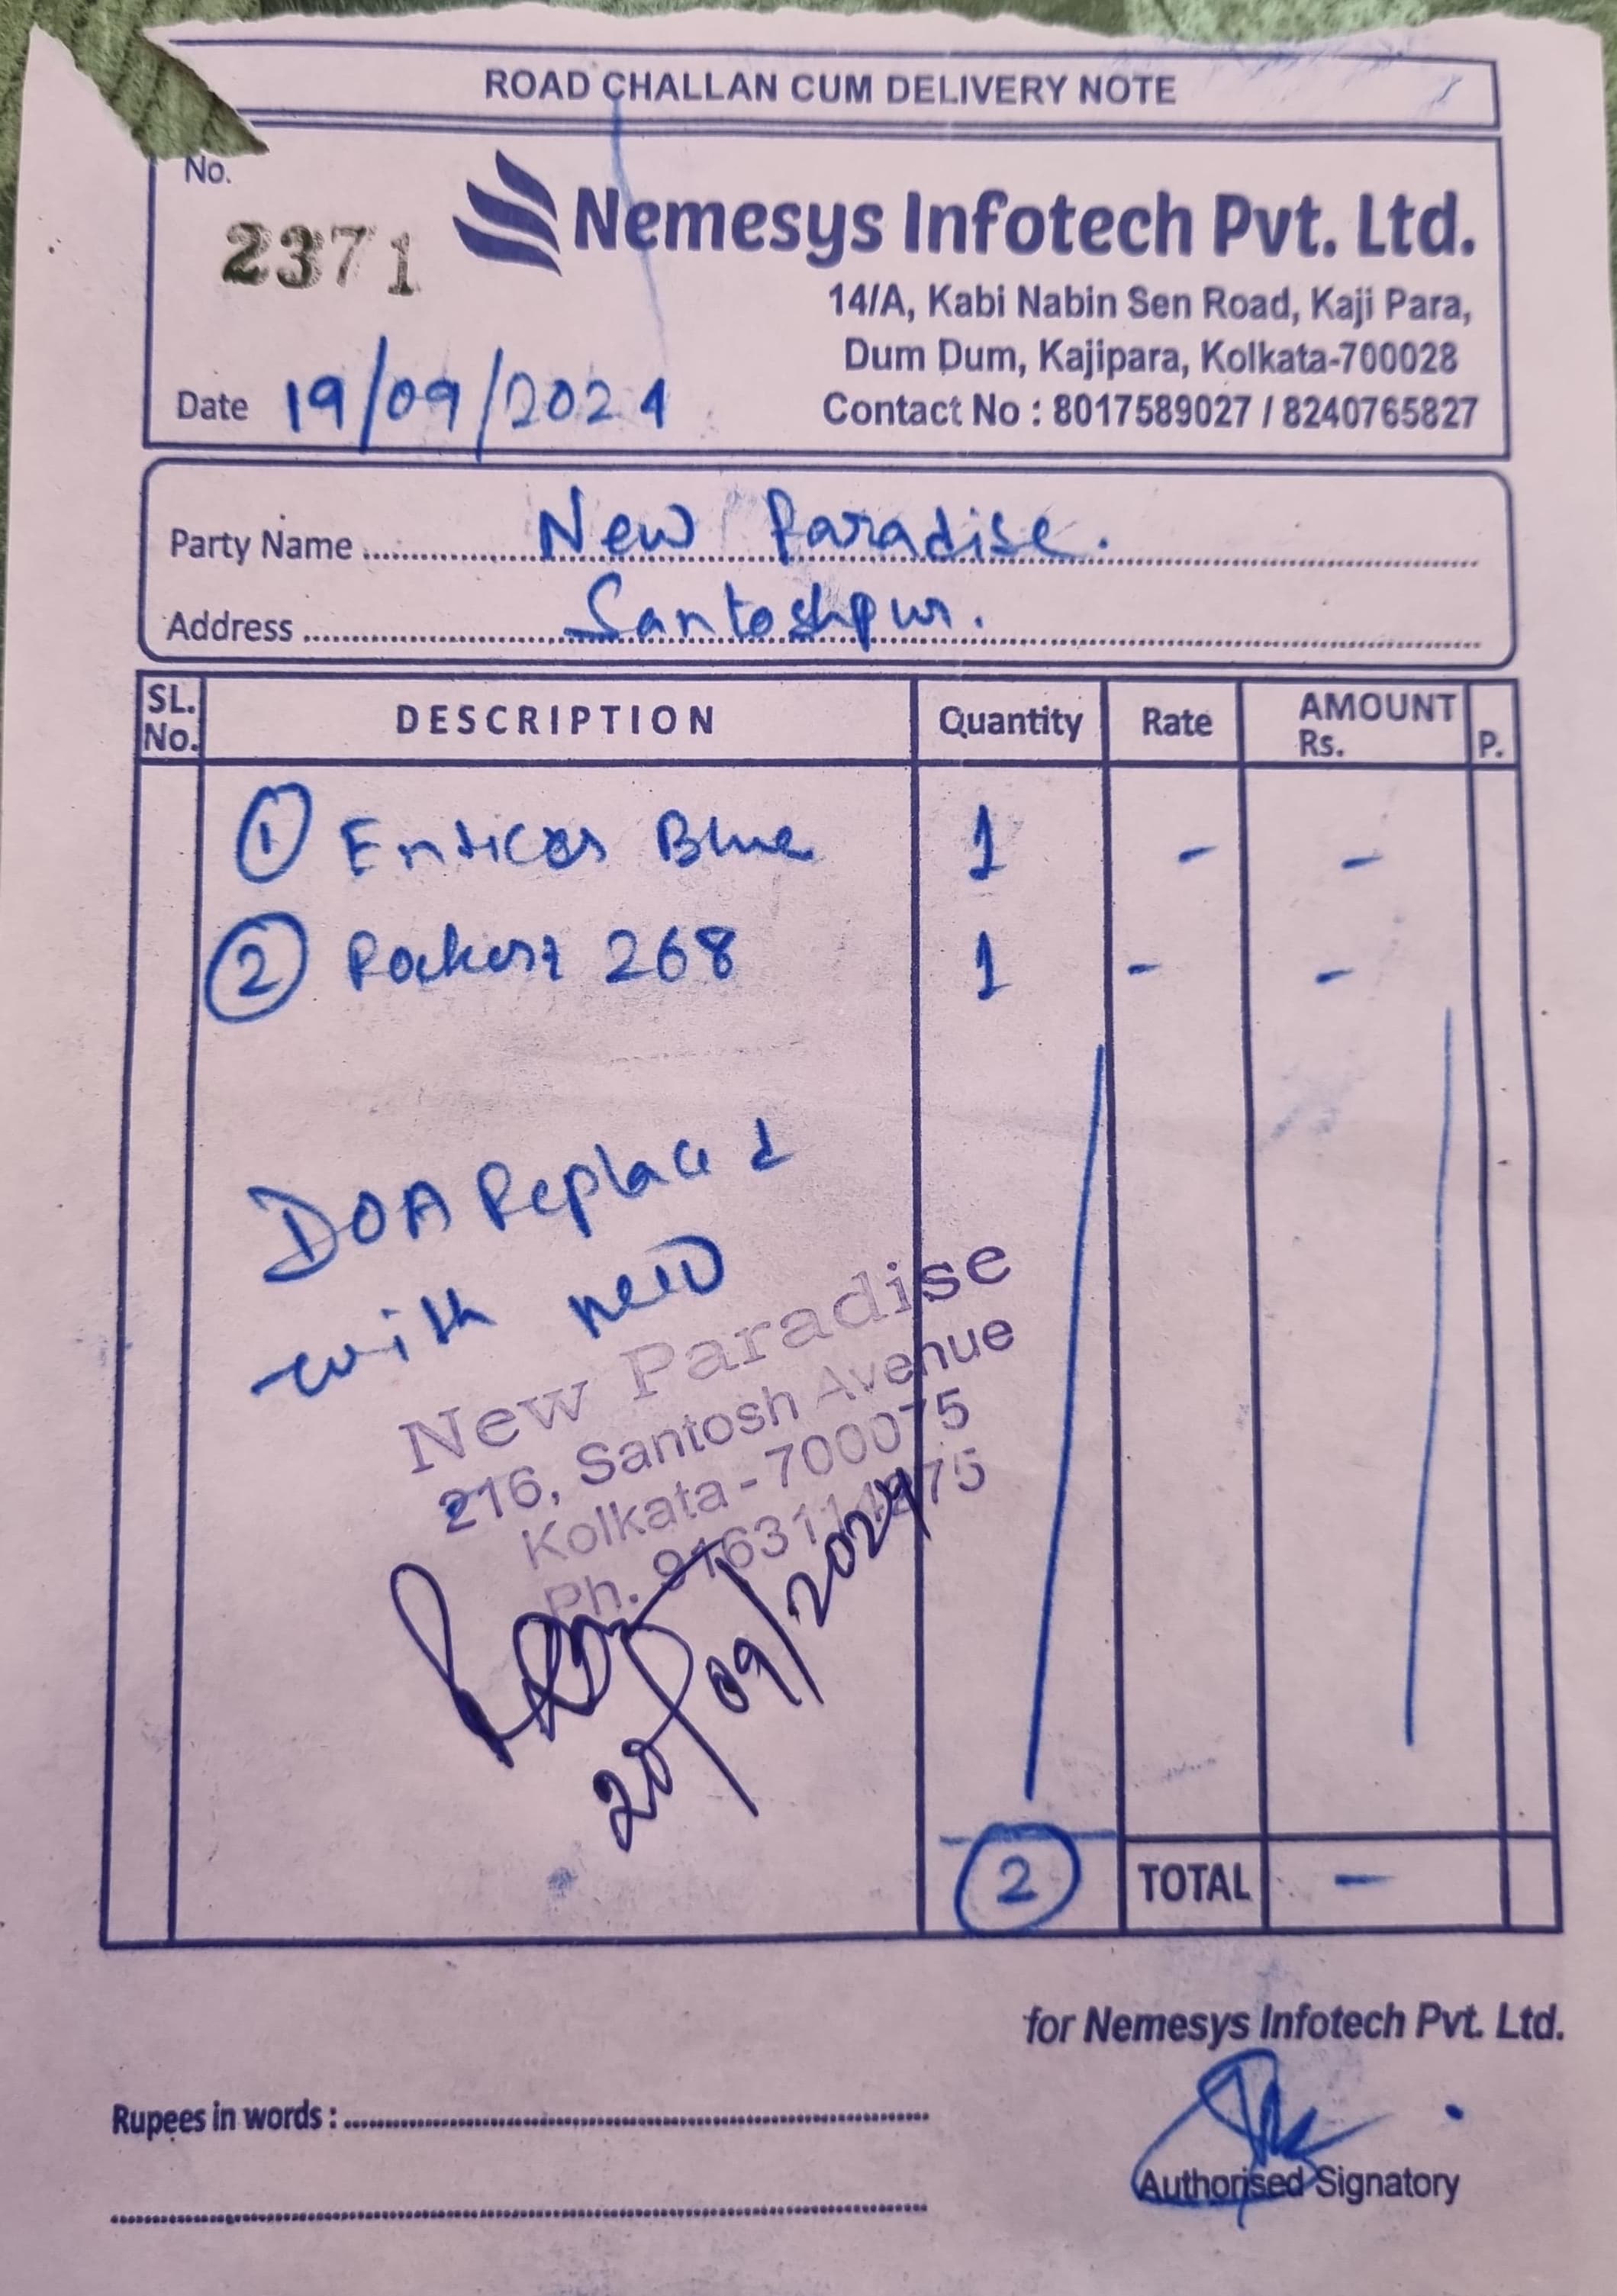 ROAD CHALLAN CUM DELIVERY NOTE
No.
2371
Nemesys Infotech Pvt. Ltd.
14/A, Kabi Nabin Sen Road, Kaji Para,
Dum Dum, Kajipara, Kolkata-700028
Contact No : 8017589027 / 8240765827
Date 19/09/2024
Party Name New Paradise.
Address Santoshpur.
SL. No. DESCRIPTION Quantity Rate AMOUNT Rs. P.
1 Blue 1 - -
2 268 1 - -
DOA Replaced
with new
New Paradise
216, Santosh Avenue
Kolkata - 700075
Ph.
20/09/2024
2 TOTAL -
for Nemesys Infotech Pvt. Ltd.
Rupees in words :
Authorised Signatory